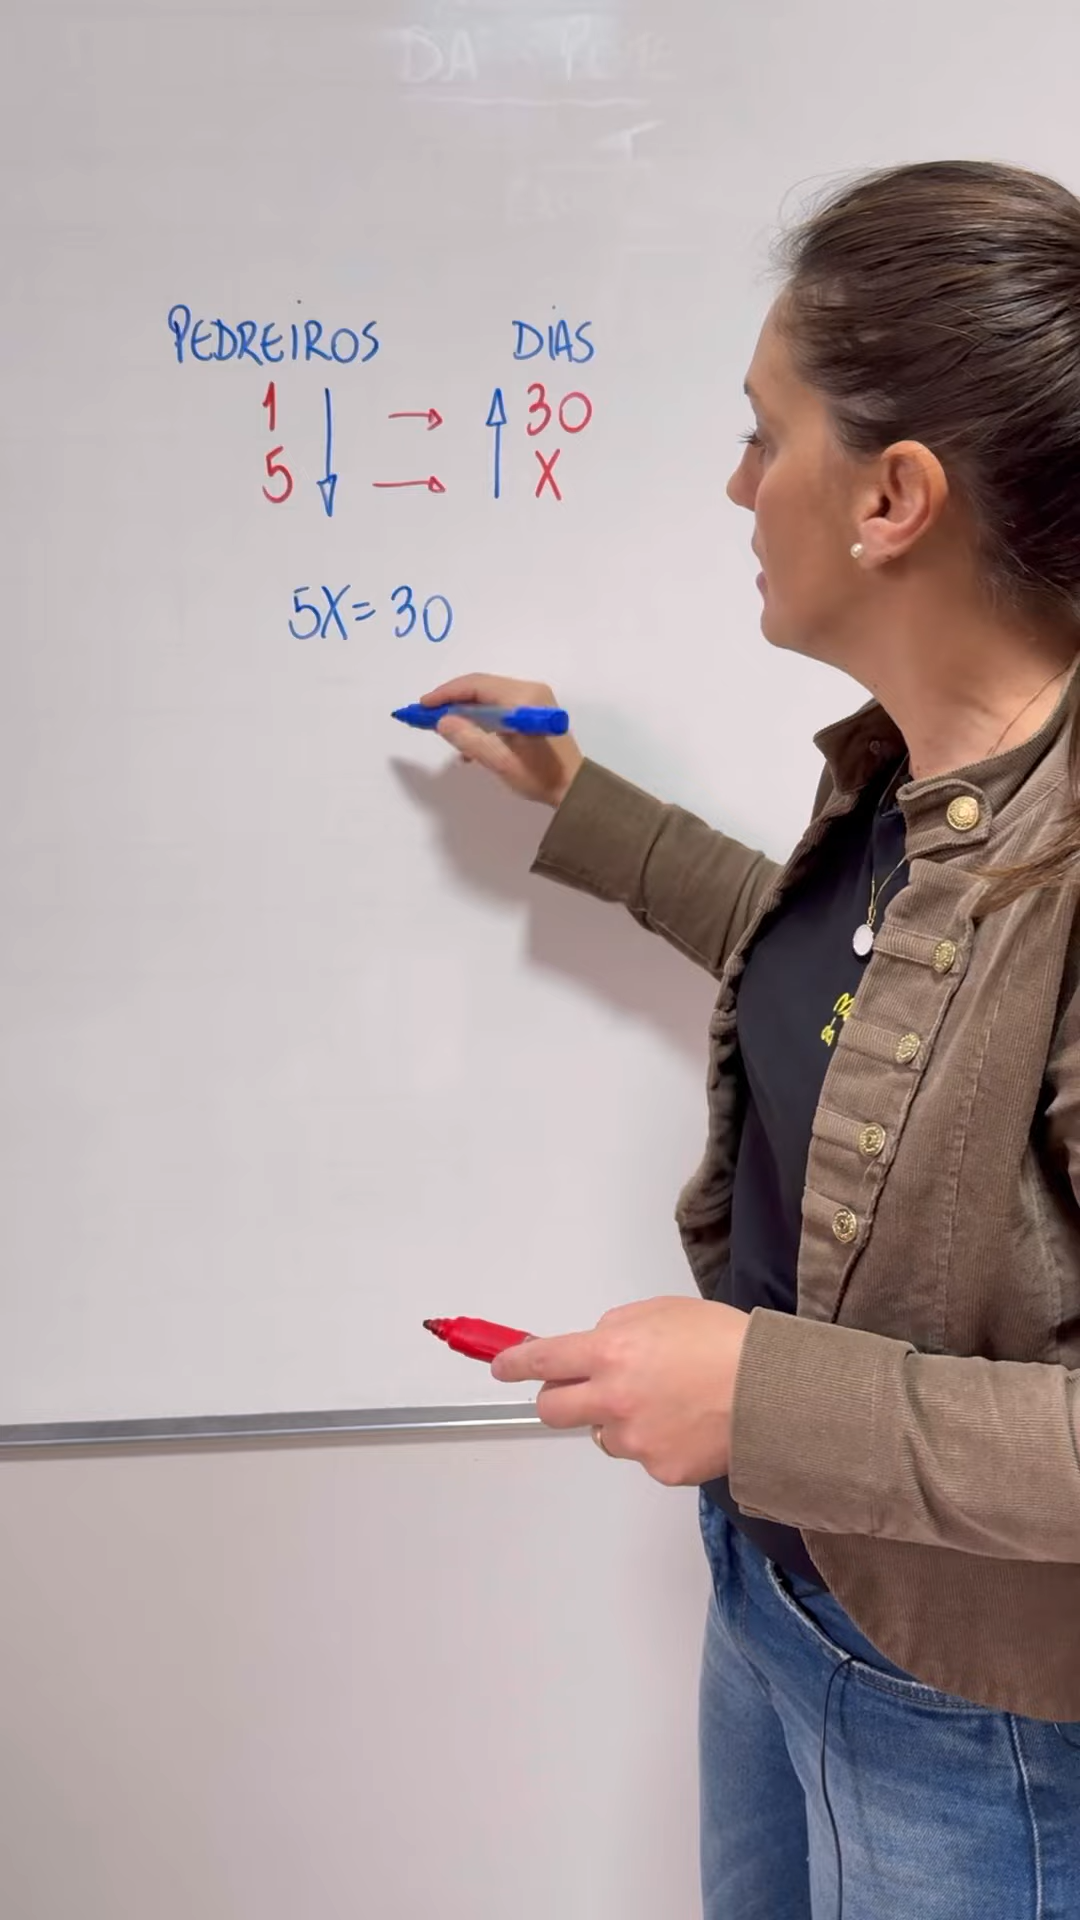 PEDREIROS DIAS
1 → 30
5 → X
5X = 30